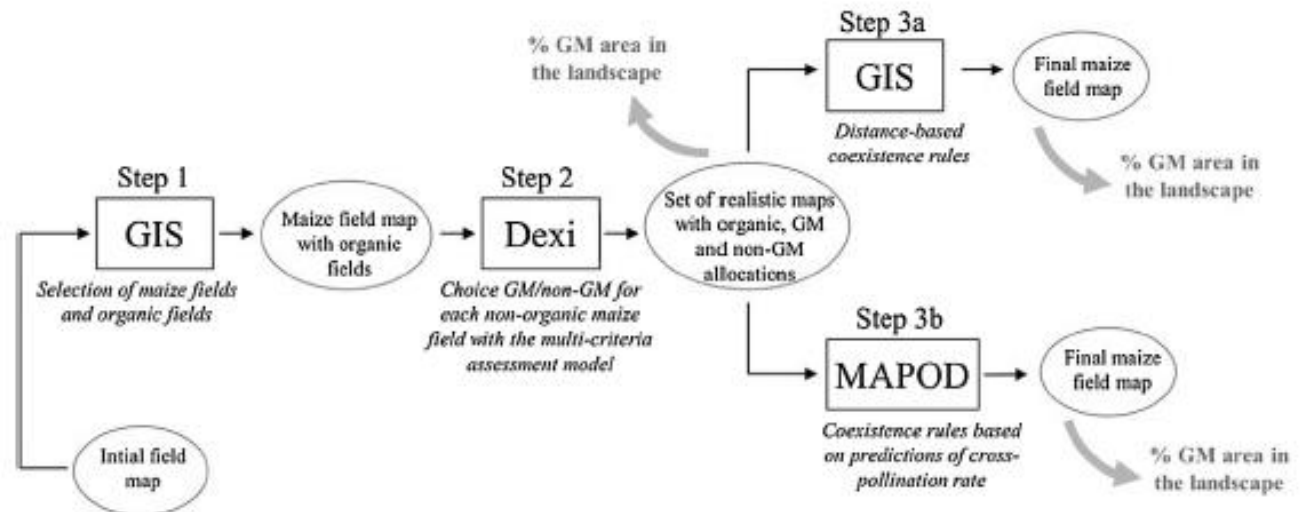 Intial field
map
Step 1
GIS
Selection of maize fields
and organic fields
Maize field map
with organic
fields
Step 2
Dexi
Choice GM/non-GM for
each non-organic maize
field with the multi-criteria
assessment model
Set of realistic maps
with organic, GM
and non-GM
allocations
% GM area in
the landscape
Step 3a
GIS
Distance-based
coexistence rules
Final maize
field map
% GM area in
the landscape
Step 3b
MAPOD
Coexistence rules based
on predictions of cross-
pollination rate
Final maize
field map
% GM area in
the landscape